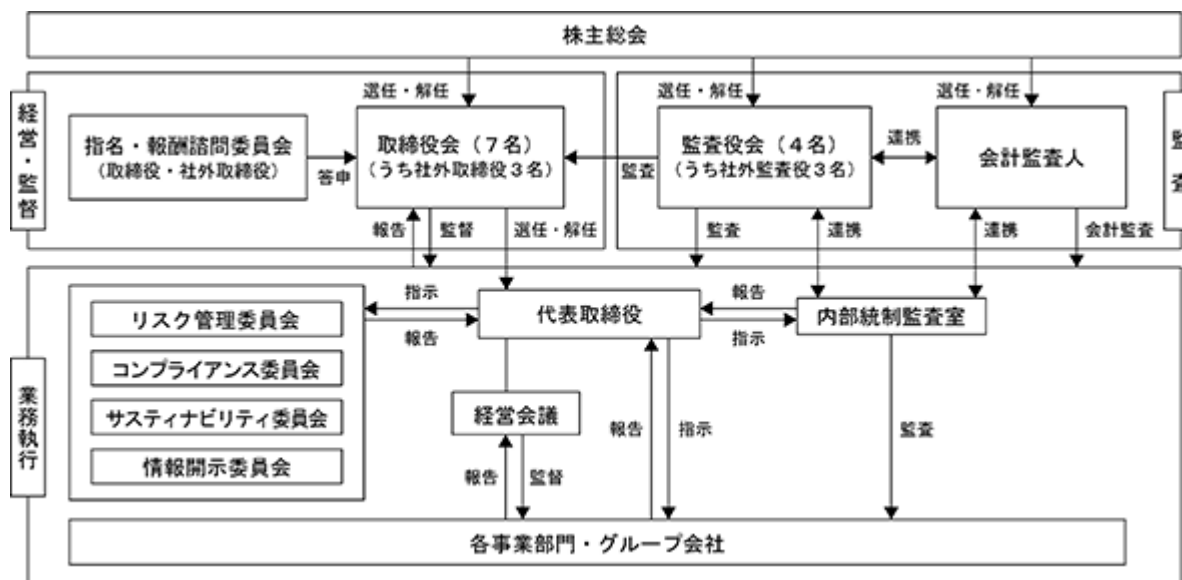 株主総会
選任・解任
選任・解任
選任・解任
経営・監督
指名・報酬諮問委員会
(取締役・社外取締役)
答申
取締役会(7名)
(うち社外取締役3名)
監査
監査役会(4名)
(うち社外監査役3名)
連携
会計監査人
監査
報告
監督
選任・解任
監査
連携
連携
会計監査
業務執行
リスク管理委員会
コンプライアンス委員会
サスティナビリティ委員会
情報開示委員会
指示
報告
代表取締役
報告
指示
内部統制監査室
経営会議
報告
監督
報告
指示
監査
各事業部門・グループ会社